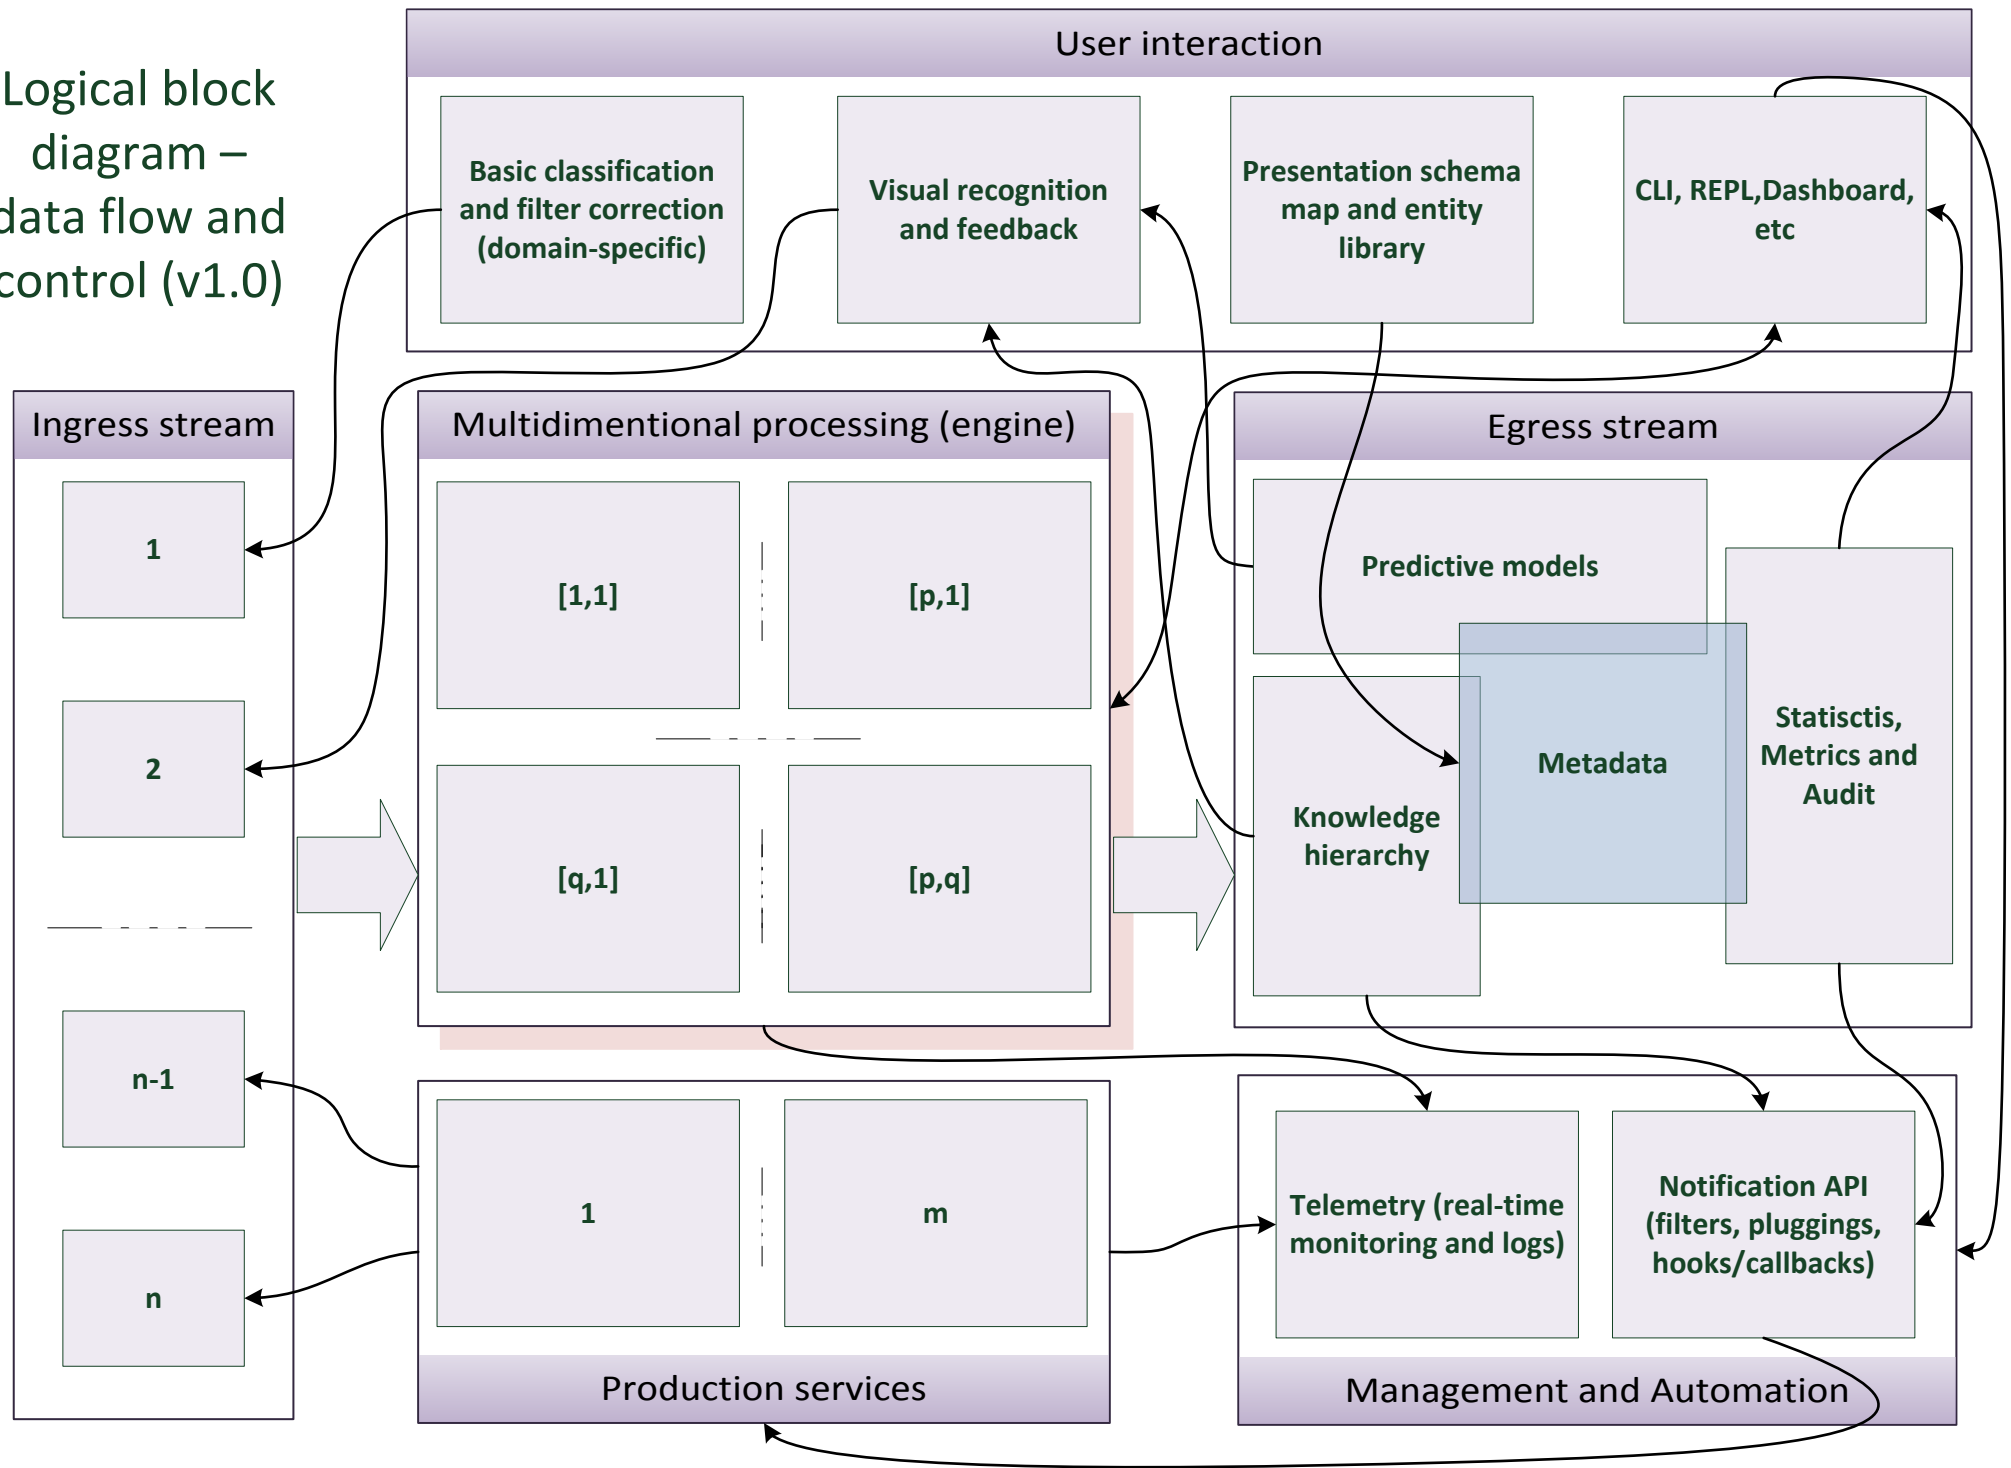 Logical block
diagram –
data flow and
control (v1.0)
User interaction
Basic classification
and filter correction
(domain-specific)
Visual recognition
and feedback
Presentation schema
map and entity
library
CLI, REPL,Dashboard,
etc
Ingress stream
1
2
n-1
n
Multidimentional processing (engine)
[1,1]
[p,1]
[q,1]
[p,q]
Egress stream
Predictive models
Metadata
Knowledge
hierarchy
Statisctis,
Metrics and
Audit
1
m
Production services
Telemetry (real-time
monitoring and logs)
Notification API
(filters, pluggings,
hooks/callbacks)
Management and Automation